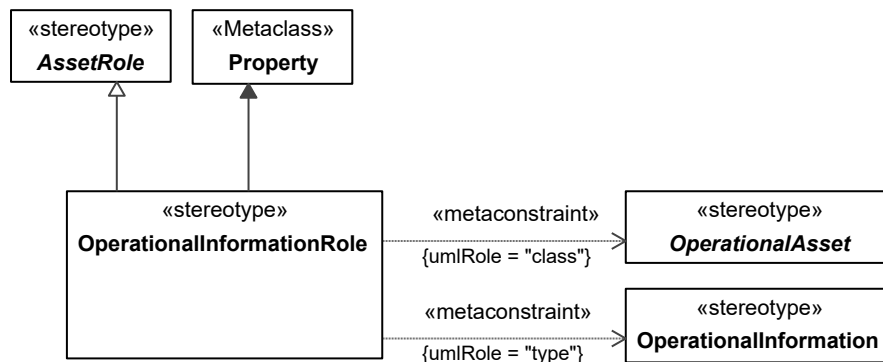 «stereotype»
AssetRole
«Metaclass»
Property
«stereotype»
OperationalInformationRole
«metaconstraint»
{umlRole = "class"}
«stereotype»
OperationalAsset
«metaconstraint»
{umlRole = "type"}
«stereotype»
OperationalInformation